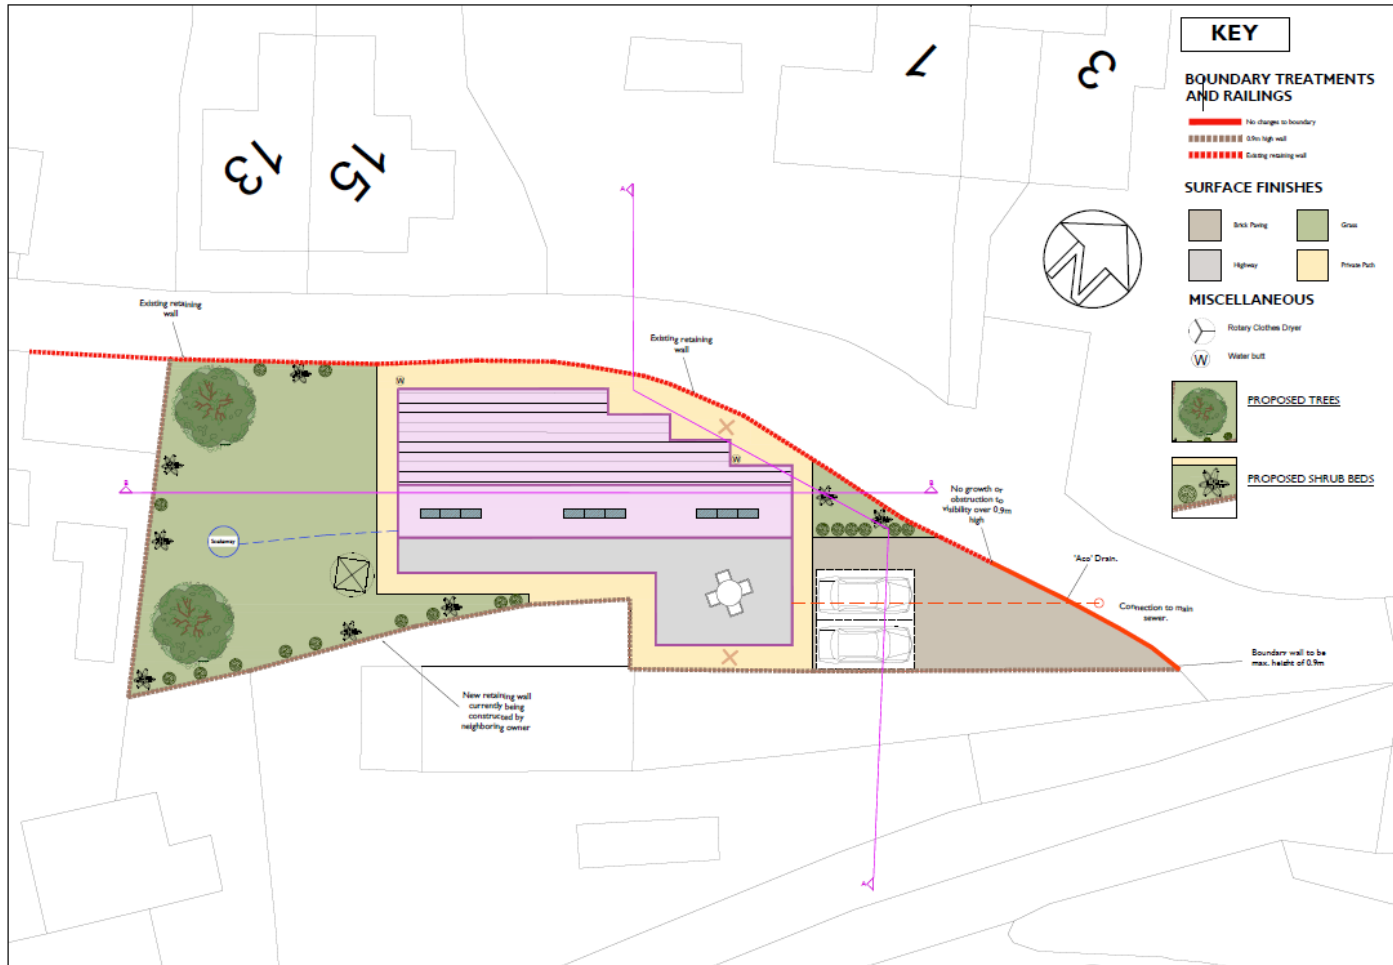 KEY
BOUNDARY TREATMENTS
AND RAILINGS
No changes to boundary
0.9m high wall
Existing retaining wall
SURFACE FINISHES
Brick Paving
Grass
Highway
Private Path
MISCELLANEOUS
Rotary Clothes Dryer
W
Water butt
PROPOSED TREES
PROPOSED SHRUB BEDS
13
15
1
3
A
Existing retaining
wall
Existing retaining
wall
W
W
B
B
No growth or
obstruction to
visibility over 0.9m
high
Soakaway
'Aco' Drain.
Connection to main
sewer.
Boundary wall to be
max. height of 0.9m
New retaining wall
currently being
constructed by
neighboring owner
A